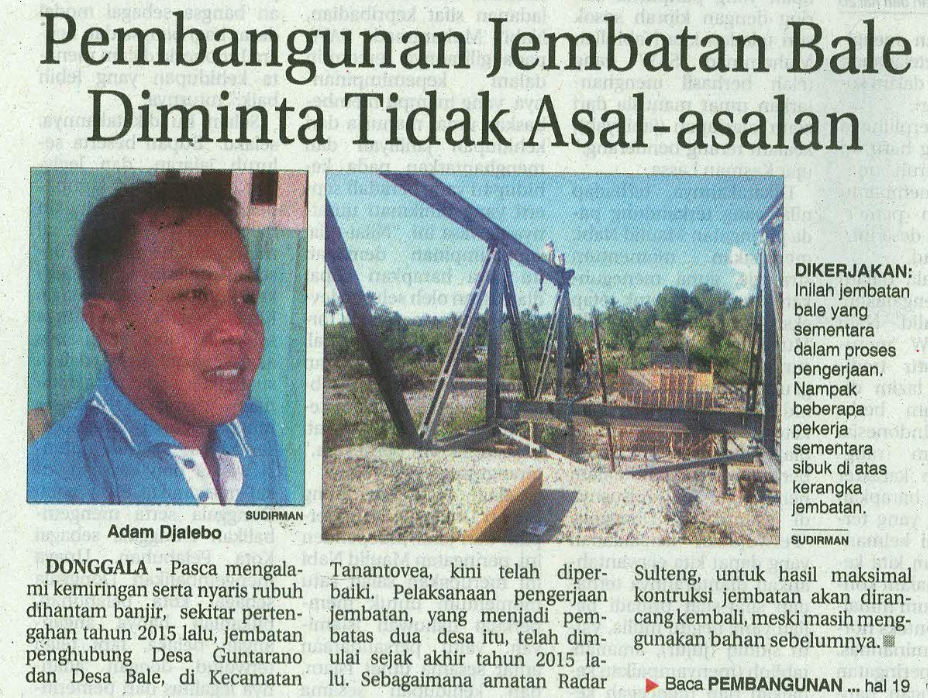 Pembangunan Jembatan Bale
Diminta Tidak Asal-asalan
SUDIRMAN
Adam Djalebo
DIKERJAKAN:
Inilah jembatan
bale yang
sementara
dalam proses
pengerjaan.
Nampak
beberapa
pekerja
sementara
sibuk di atas
kerangka
jembatan.
SUDIRMAN
DONGGALA - Pasca mengala-
mi kemiringan serta nyaris rubuh
dihantam banjir, sekitar perten-
gahan tahun 2015 lalu, jembatan
penghubung Desa Guntarano
dan Desa Bale, di Kecamatan
Tanantovea, kini telah diper-
baiki. Pelaksanaan pengerjaan
jembatan, yang menjadi pem
batas dua desa itu, telah dim-
ulai sejak akhir tahun 2015 la-
lu. Sebagaimana amatan Radar
Sulteng, untuk hasil maksimal
kontruksi jembatan akan diran-
cang kembali, meski masih meng-
gunakan bahan sebelumnya.
Baca PEMBANGUNAN .. hal 19